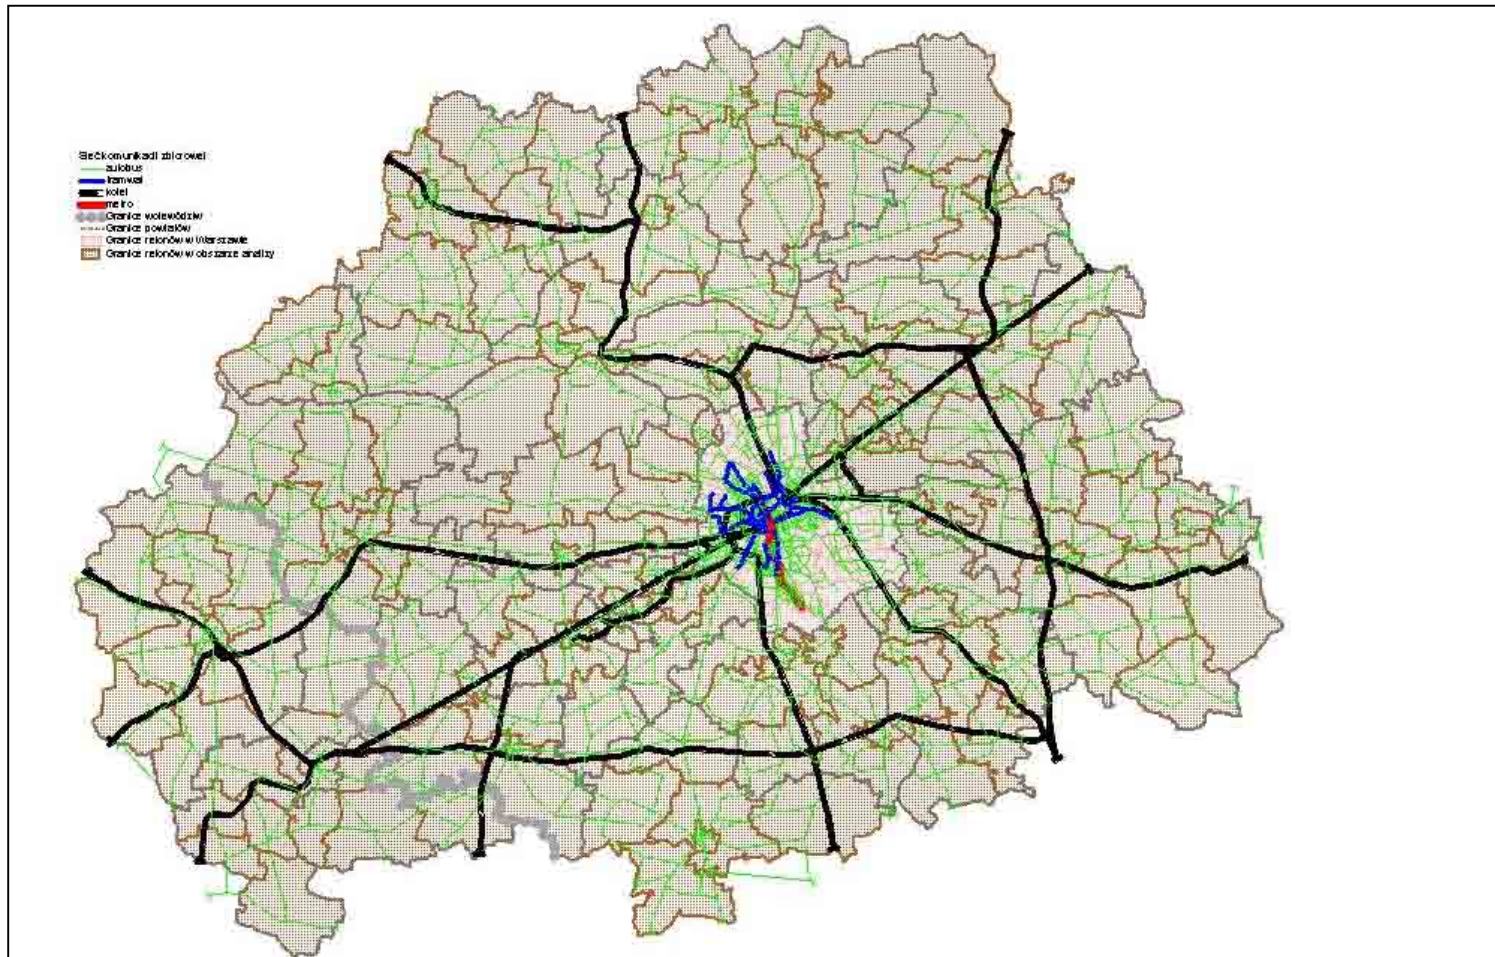 Sieć komunikacji zbiorowej
autobus
tramwaj
kolej
metro
Granice województw
Granice powiatów
Granice rejonów w Warszawie
Granice rejonów w obszarze analizy